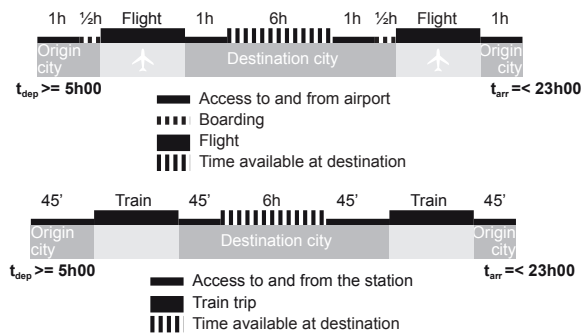 1h ½h Flight 1h 6h 1h ½h Flight 1h
Origin city Destination city Origin city
t_dep >= 5h00 t_arr =< 23h00
Access to and from airport
Boarding
Flight
Time available at destination
45' Train 45' 6h 45' Train 45'
Origin city Destination city Origin city
t_dep >= 5h00 t_arr =< 23h00
Access to and from the station
Train trip
Time available at destination